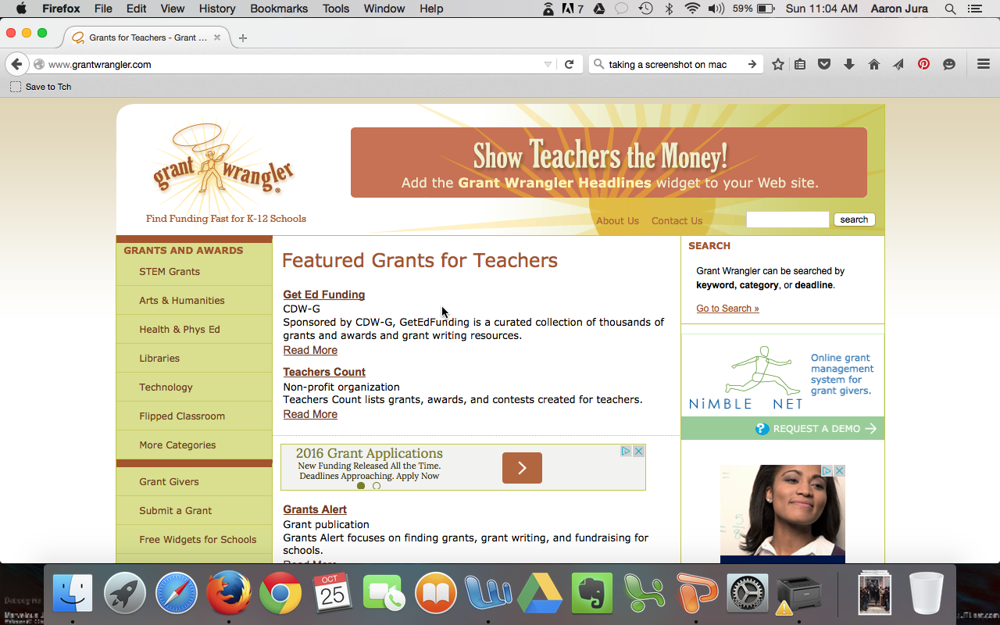 Firefox File Edit View History Bookmarks Tools Window Help 7 59% Sun 11:04 AM Aaron Jura
Grants for Teachers - Grant ...
www.grantwrangler.com
taking a screenshot on mac
Save to Tch
grant wrangler®
Find Funding Fast for K-12 Schools
Show Teachers the Money!
Add the Grant Wrangler Headlines widget to your Web site.
About Us Contact Us
search
GRANTS AND AWARDS
STEM Grants
Arts & Humanities
Health & Phys Ed
Libraries
Technology
Flipped Classroom
More Categories
Grant Givers
Submit a Grant
Free Widgets for Schools
Featured Grants for Teachers
Get Ed Funding
CDW-G
Sponsored by CDW-G, GetEdFunding is a curated collection of thousands of
grants and awards and grant writing resources.
Read More
Teachers Count
Non-profit organization
Teachers Count lists grants, awards, and contests created for teachers.
Read More
2016 Grant Applications
New Funding Released All the Time.
Deadlines Approaching. Apply Now
Grants Alert
Grant publication
Grants Alert focuses on finding grants, grant writing, and fundraising for
schools.
Read More
SEARCH
Grant Wrangler can be searched by
keyword, category, or deadline.
Go to Search »
Online grant
management
system for
grant givers.
NiMBLE NET
? REQUEST A DEMO
OCT
25